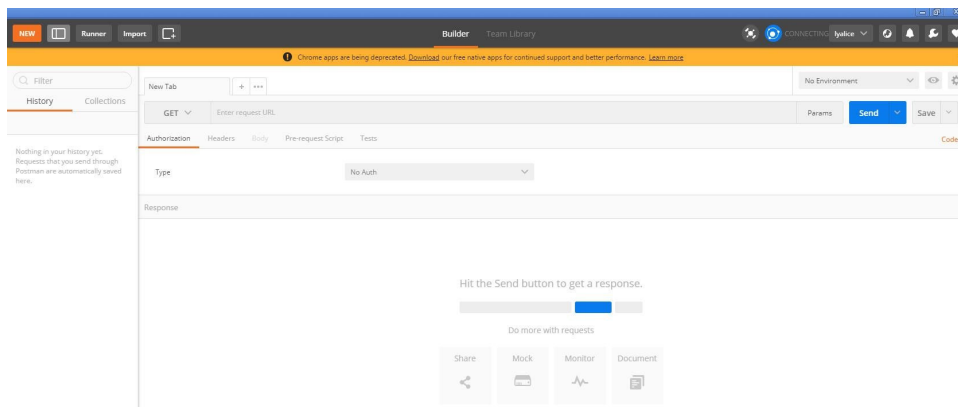 NEW Runner Import Builder Team Library CONNECTING lyalice
Chrome apps are being deprecated. Download our free native apps for continued support and better performance. Learn more
Filter
History Collections
Nothing in your history yet.
Requests that you send through
Postman are automatically saved
here.
New Tab + ••• No Environment
GET Enter request URL Params Send Save
Authorization Headers Body Pre-request Script Tests Code
Type No Auth
Response
Hit the Send button to get a response.
Do more with requests
Share Mock Monitor Document